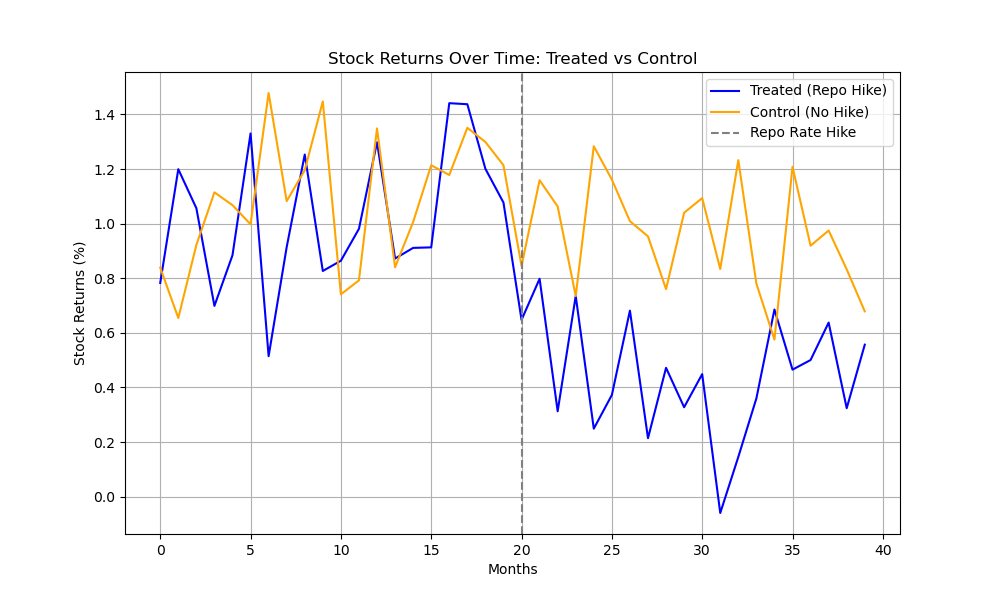 Stock Returns Over Time: Treated vs Control
Treated (Repo Hike)
Control (No Hike)
Repo Rate Hike
Stock Returns (%)
1.4
1.2
1.0
0.8
0.6
0.4
0.2
0.0
0 5 10 15 20 25 30 35 40
Months